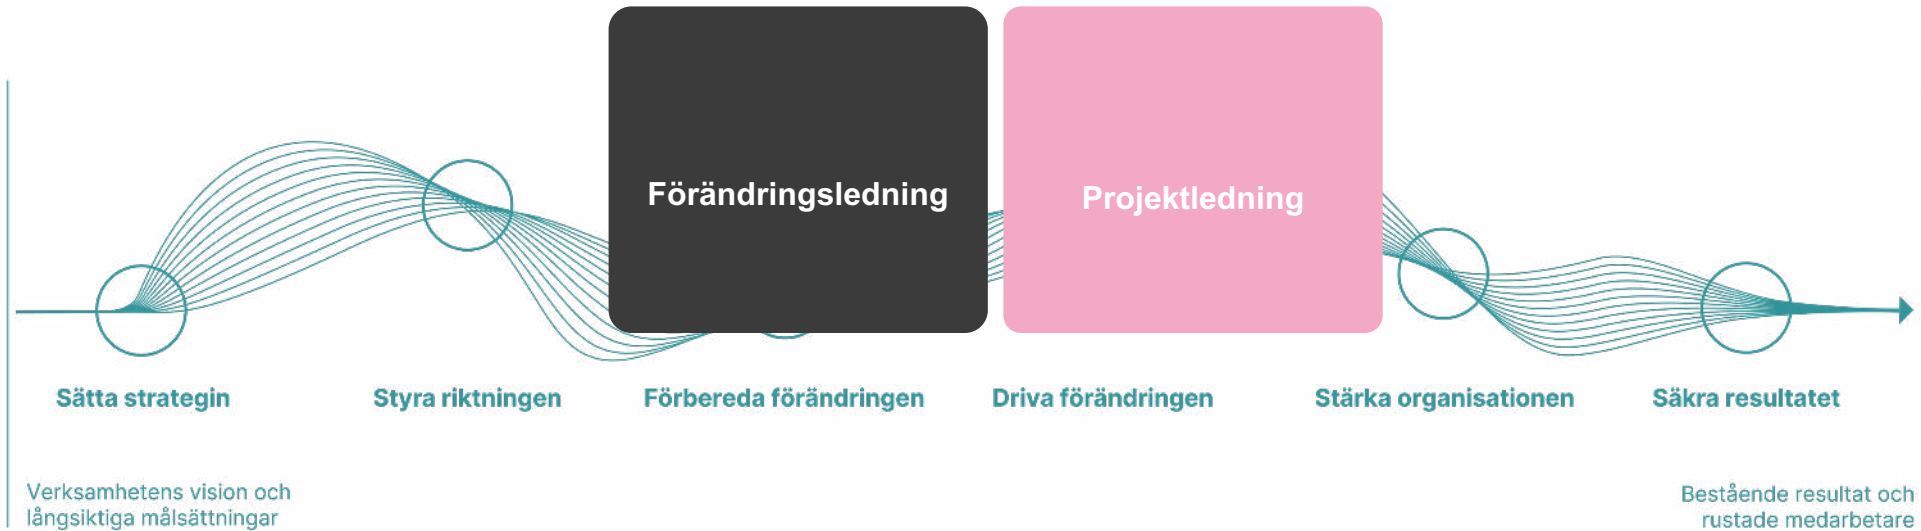 Förändringsledning
Projektledning
Sätta strategin
Styra riktningen
Förbereda förändringen
Driva förändringen
Stärka organisationen
Säkra resultatet
Verksamhetens vision och
långsiktiga målsättningar
Bestående resultat och
rustade medarbetare